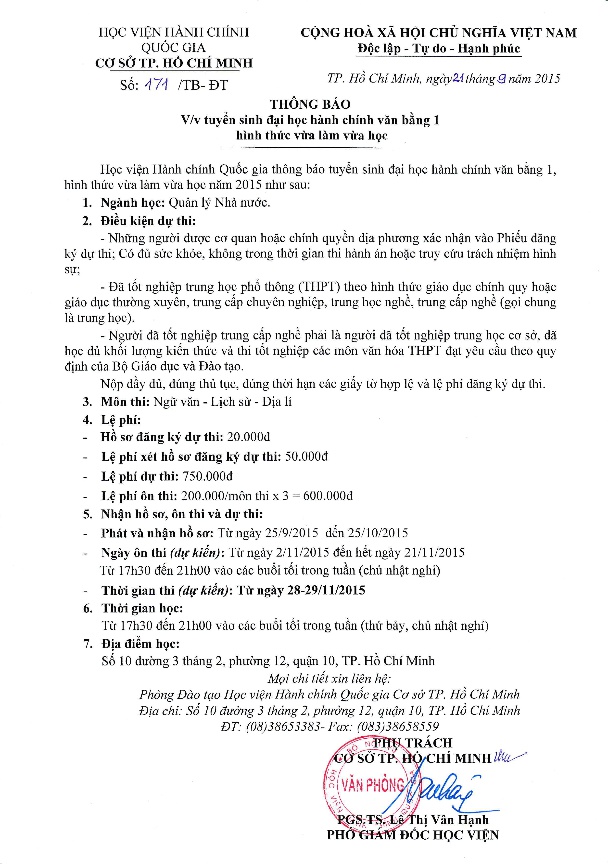 HỌC VIỆN HÀNH CHÍNH
QUỐC GIA
CƠ SỞ TP. HỒ CHÍ MINH
Số: 171 /TB- ĐT
CỘNG HOÀ XÃ HỘI CHỦ NGHĨA VIỆT NAM
Độc lập - Tự do - Hạnh phúc
TP. Hồ Chí Minh, ngày 21 tháng 9 năm 2015
THÔNG BÁO
V/v tuyển sinh đại học hành chính văn bằng 1
hình thức vừa làm vừa học
Học viện Hành chính Quốc gia thông báo tuyển sinh đại học hành chính văn bằng 1,
hình thức vừa làm vừa học năm 2015 như sau:
1. Ngành học: Quản lý Nhà nước.
2. Điều kiện dự thi:
- Những người được cơ quan hoặc chính quyền địa phương xác nhận vào Phiếu đăng
ký dự thi; Có đủ sức khỏe, không trong thời gian thi hành án hoặc truy cứu trách nhiệm hình
sự;
- Đã tốt nghiệp trung học phổ thông (THPT) theo hình thức giáo dục chính quy hoặc
giáo dục thường xuyên, trung cấp chuyên nghiệp, trung học nghề, trung cấp nghề (gọi chung
là trung học).
- Người đã tốt nghiệp trung cấp nghề phải là người đã tốt nghiệp trung học cơ sở, đã
học đủ khối lượng kiến thức và thi tốt nghiệp các môn văn hóa THPT đạt yêu cầu theo quy
định của Bộ Giáo dục và Đào tạo.
Nộp đầy đủ, đúng thủ tục, đúng thời hạn các giấy tờ hợp lệ và lệ phí đăng ký dự thi.
3. Môn thi: Ngữ văn - Lịch sử - Địa lí
4. Lệ phí:
- Hồ sơ đăng ký dự thi: 20.000đ
- Lệ phí xét hồ sơ đăng ký dự thi: 50.000đ
- Lệ phí dự thi: 750.000đ
- Lệ phí ôn thi: 200.000/môn thi x 3 = 600.000đ
5. Nhận hồ sơ, ôn thi và dự thi:
- Phát và nhận hồ sơ: Từ ngày 25/9/2015 đến 25/10/2015
- Ngày ôn thi (dự kiến): Từ ngày 2/11/2015 đến hết ngày 21/11/2015
Từ 17h30 đến 21h00 vào các buổi tối trong tuần (chủ nhật nghỉ)
- Thời gian thi (dự kiến): Từ ngày 28-29/11/2015
6. Thời gian học:
Từ 17h30 đến 21h00 vào các buổi tối trong tuần (thứ bảy, chủ nhật nghỉ)
7. Địa điểm học:
Số 10 đường 3 tháng 2, phường 12, quận 10, TP. Hồ Chí Minh
Mọi chi tiết xin liên hệ:
Phòng Đào tạo Học viện Hành chính Quốc gia Cơ sở TP. Hồ Chí Minh
Địa chỉ: Số 10 đường 3 tháng 2, phường 12, quận 10, TP. Hồ Chí Minh
ĐT: (08)38653383- Fax: (083)38658559
PHỤ TRÁCH
CƠ SỞ TP. HỒ CHÍ MINH
VĂN PHÒNG
PGS.TS. Lê Thị Vân Hạnh
PHÓ GIÁM ĐỐC HỌC VIỆN